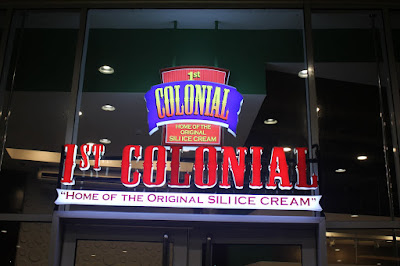 1st
COLONIAL
HOME OF THE
ORIGINAL
SILI ICE CREAM
1ST COLONIAL
"HOME OF THE ORIGINAL SILI ICE CREAM"